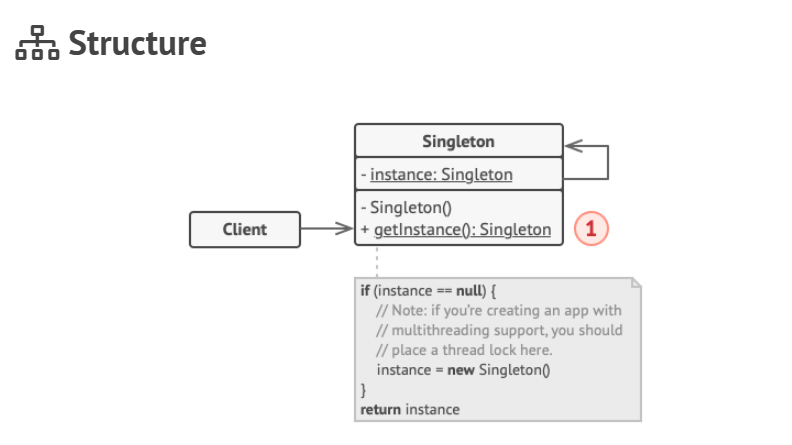 Structure
Singleton
- instance: Singleton
- Singleton()
+ getInstance(): Singleton
Client
1
if (instance == null) {
// Note: if you're creating an app with
// multithreading support, you should
// place a thread lock here.
instance = new Singleton()
}
return instance